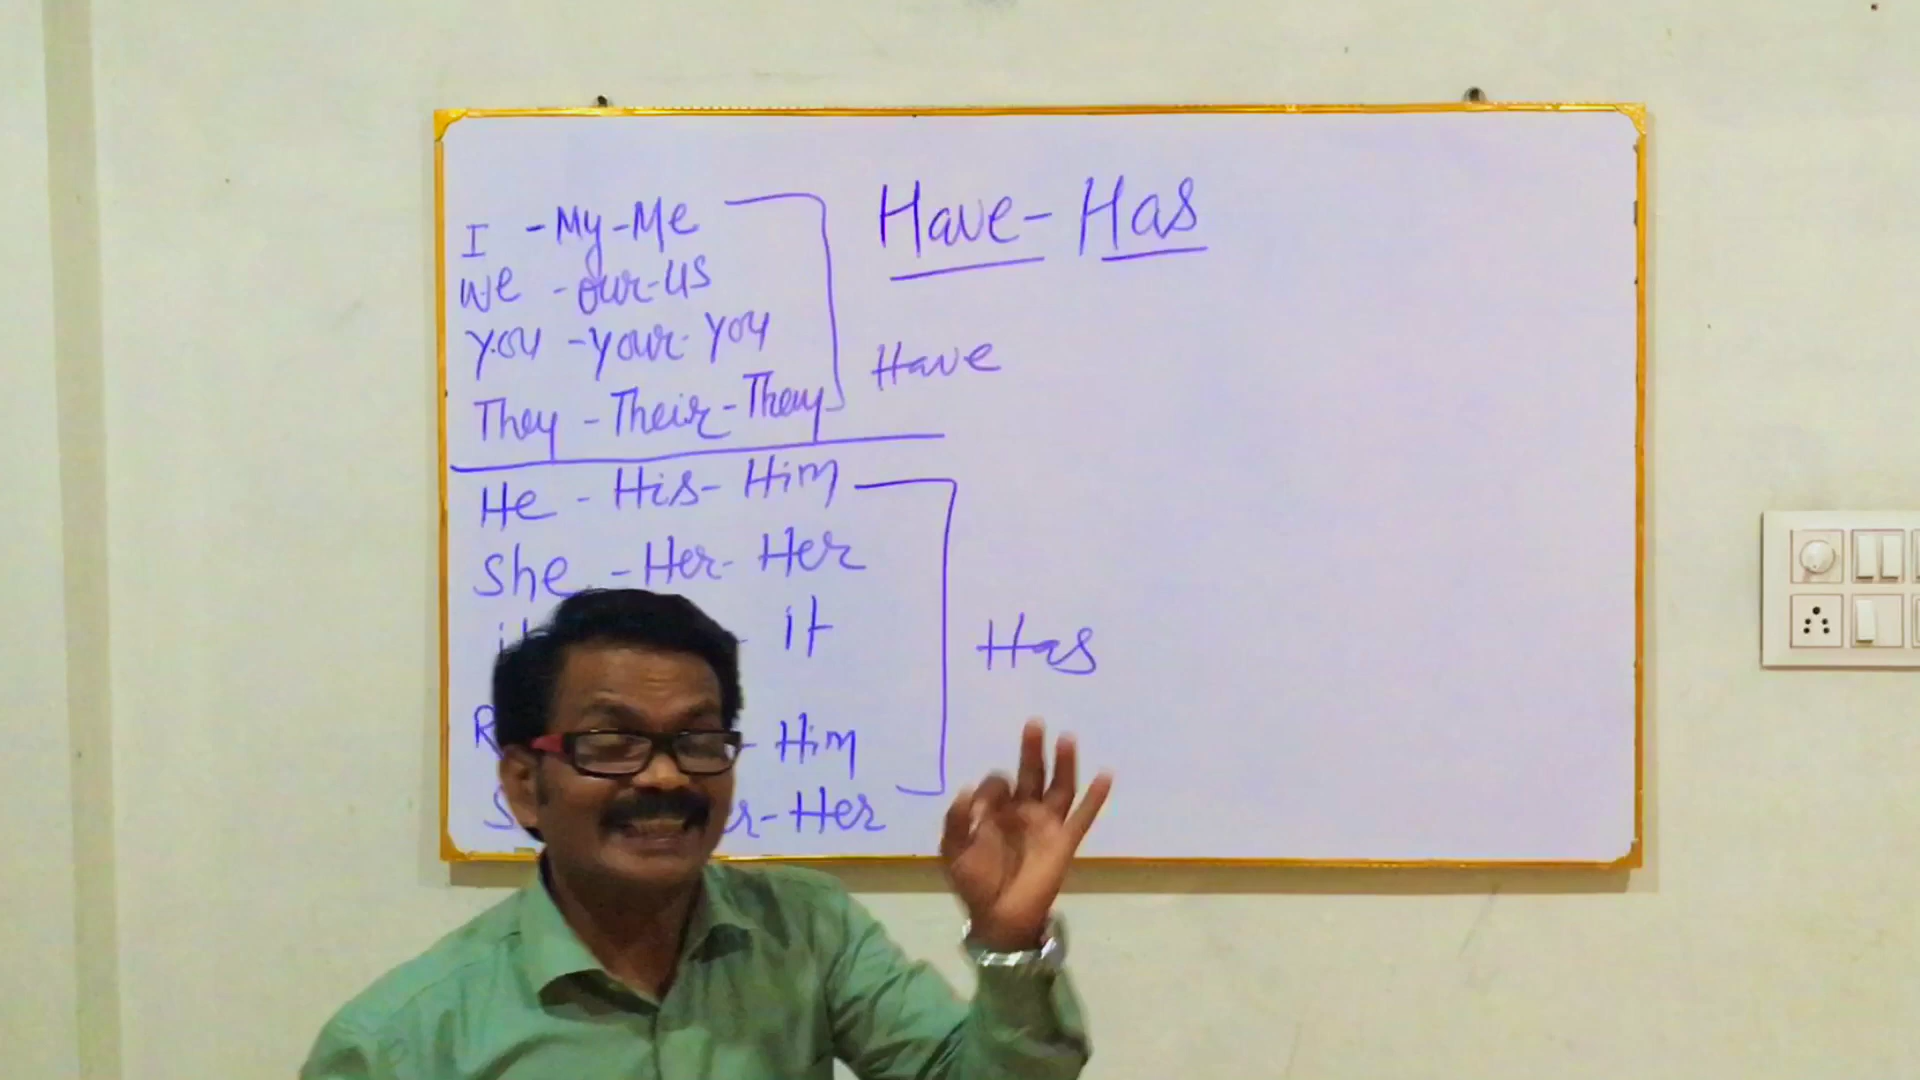 Have - Has
I - My - Me
We - our - us
You - your - you
They - Their - They
Have
He - His - Him
She - Her - Her
it
Has
Him
Her